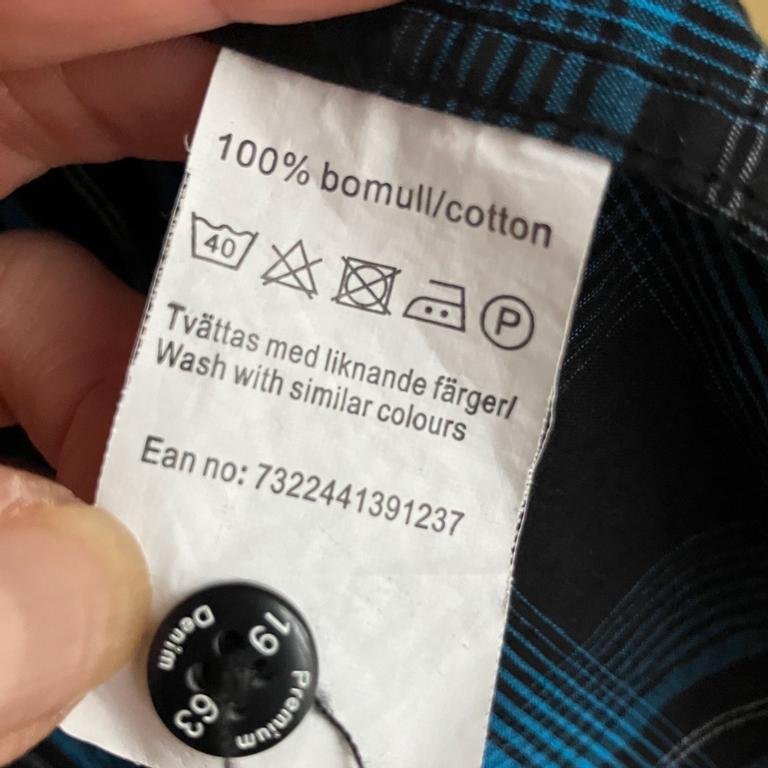 100% bomull/cotton
40
P
Tvättas med liknande färger/
Wash with similar colours
Ean no: 7322441391237
19
Premium
63
Denim